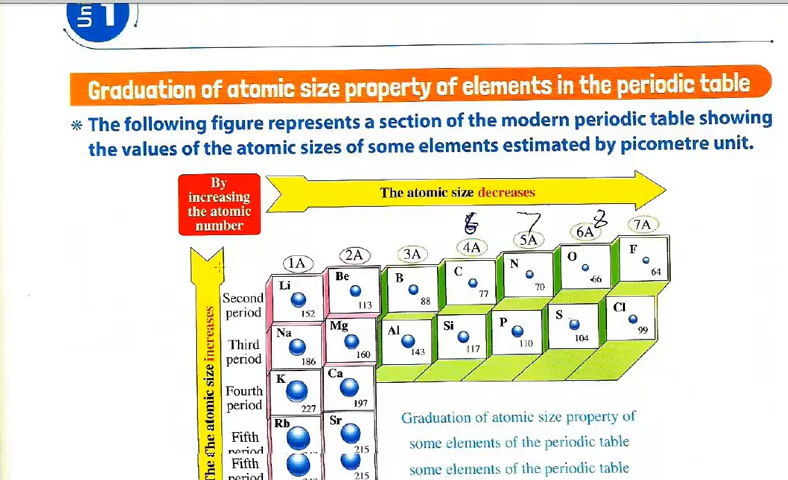 Uni
1
Graduation of atomic size property of elements in the periodic table
* The following figure represents a section of the modern periodic table showing
the values of the atomic sizes of some elements estimated by picometre unit.
By
increasing
the atomic
number
The atomic size decreases
6 7 8
1A 2A 3A 4A 5A 6A 7A
The atomic size increases
Second
period
Li 152
Be 113
B 88
C 77
N 70
O 66
F 64
Third
period
Na 186
Mg 160
Al 143
Si 117
P 110
S 104
Cl 99
Fourth
period
K 227
Ca 197
Fifth
period
Rb
Sr 215
Fifth
period
215
Graduation of atomic size property of
some elements of the periodic table
some elements of the periodic table